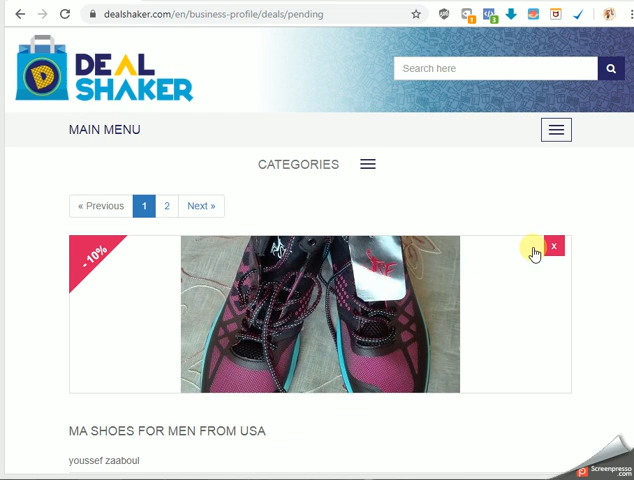 dealshaker.com/en/business-profile/deals/pending
DEAL
SHAKER
Search here
MAIN MENU
CATEGORIES
« Previous 1 2 Next »
- 10%
x
MA SHOES FOR MEN FROM USA
youssef zaaboul
Screenpresso
.com